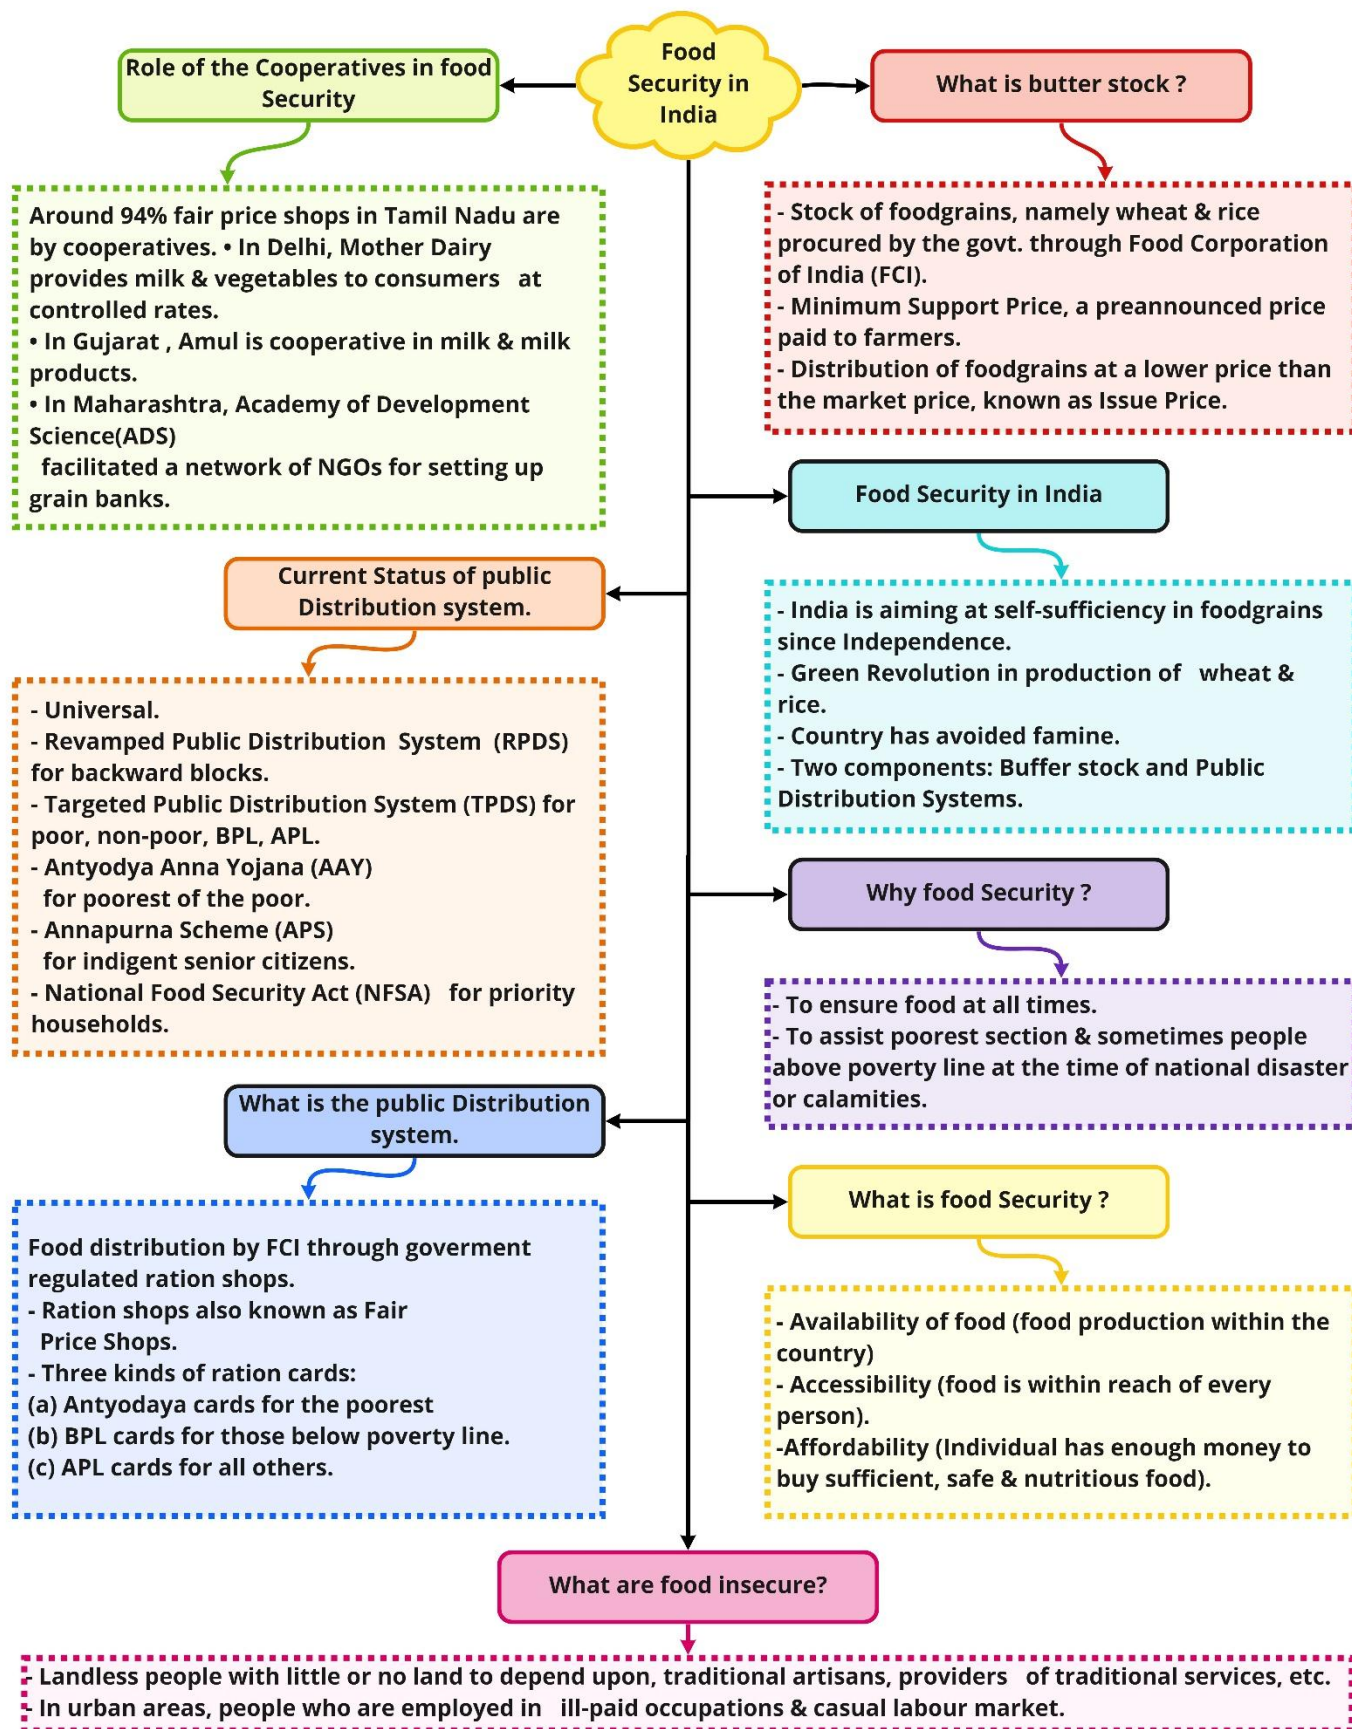 Food
Security in
India
Role of the Cooperatives in food
Security
Around 94% fair price shops in Tamil Nadu are
by cooperatives. • In Delhi, Mother Dairy
provides milk & vegetables to consumers at
controlled rates.
• In Gujarat , Amul is cooperative in milk & milk
products.
• In Maharashtra, Academy of Development
Science(ADS)
facilitated a network of NGOs for setting up
grain banks.
What is butter stock ?
- Stock of foodgrains, namely wheat & rice
procured by the govt. through Food Corporation
of India (FCI).
- Minimum Support Price, a preannounced price
paid to farmers.
- Distribution of foodgrains at a lower price than
the market price, known as Issue Price.
Food Security in India
- India is aiming at self-sufficiency in foodgrains
since Independence.
- Green Revolution in production of wheat &
rice.
- Country has avoided famine.
- Two components: Buffer stock and Public
Distribution Systems.
Current Status of public
Distribution system.
- Universal.
- Revamped Public Distribution System (RPDS)
for backward blocks.
- Targeted Public Distribution System (TPDS) for
poor, non-poor, BPL, APL.
- Antyodya Anna Yojana (AAY)
for poorest of the poor.
- Annapurna Scheme (APS)
for indigent senior citizens.
- National Food Security Act (NFSA) for priority
households.
Why food Security ?
- To ensure food at all times.
- To assist poorest section & sometimes people
above poverty line at the time of national disaster
or calamities.
What is the public Distribution
system.
Food distribution by FCI through goverment
regulated ration shops.
- Ration shops also known as Fair
Price Shops.
- Three kinds of ration cards:
(a) Antyodaya cards for the poorest
(b) BPL cards for those below poverty line.
(c) APL cards for all others.
What is food Security ?
- Availability of food (food production within the
country)
- Accessibility (food is within reach of every
person).
-Affordability (Individual has enough money to
buy sufficient, safe & nutritious food).
What are food insecure?
- Landless people with little or no land to depend upon, traditional artisans, providers of traditional services, etc.
- In urban areas, people who are employed in ill-paid occupations & casual labour market.